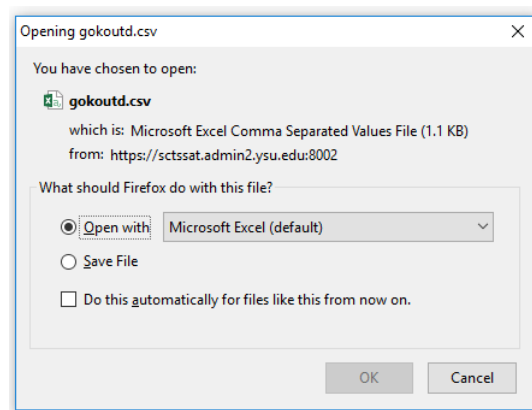 Opening gokoutd.csv
You have chosen to open:
gokoutd.csv
which is: Microsoft Excel Comma Separated Values File (1.1 KB)
from: https://sctssat.admin2.ysu.edu:8002
What should Firefox do with this file?
Open with Microsoft Excel (default)
Save File
Do this automatically for files like this from now on.
OK Cancel